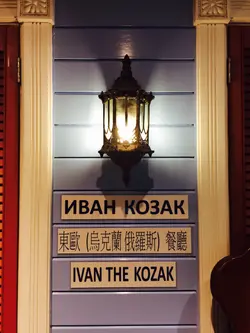 ИВАН КОЗАК
東歐 (烏克蘭 俄羅斯) 餐廳
IVAN THE KOZAK